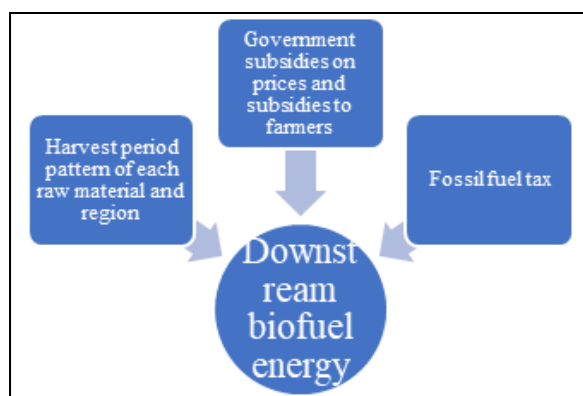 Government
subsidies on
prices and
subsidies to
farmers
Harvest period
pattern of each
raw material and
region
Fossil fuel tax
Downst
ream
biofuel
energy